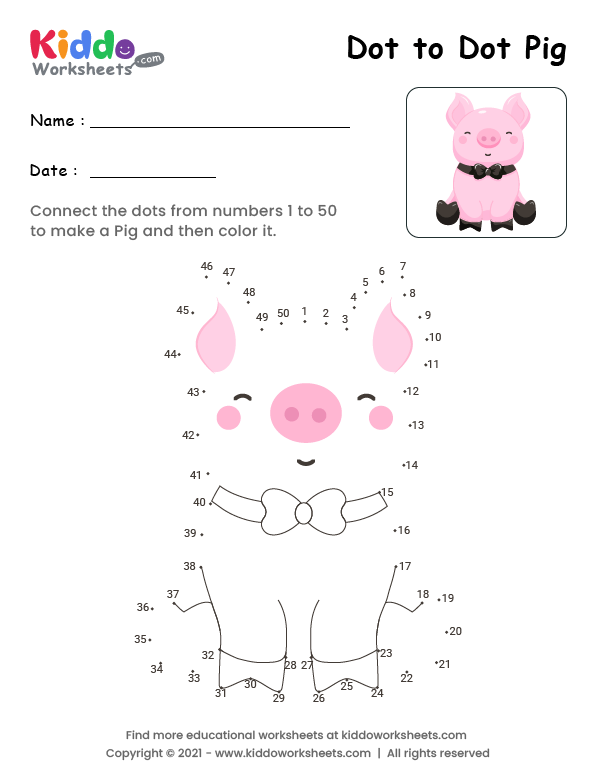 Kiddo
Worksheets .com
Dot to Dot Pig
Name :
Date :
Connect the dots from numbers 1 to 50
to make a Pig and then color it.
46 47 48 49 50 1 2 3 4 5 6 7
45 8
9
10
44 11
43 12
42 13
41 14
40 15
39 16
38 17
37 18
36 19
35 20
34 33 32 28 27 23 22 21
31 30 29 26 25 24
Find more educational worksheets at kiddoworksheets.com
Copyright © 2021 - www.kiddoworksheets.com | All rights reserved